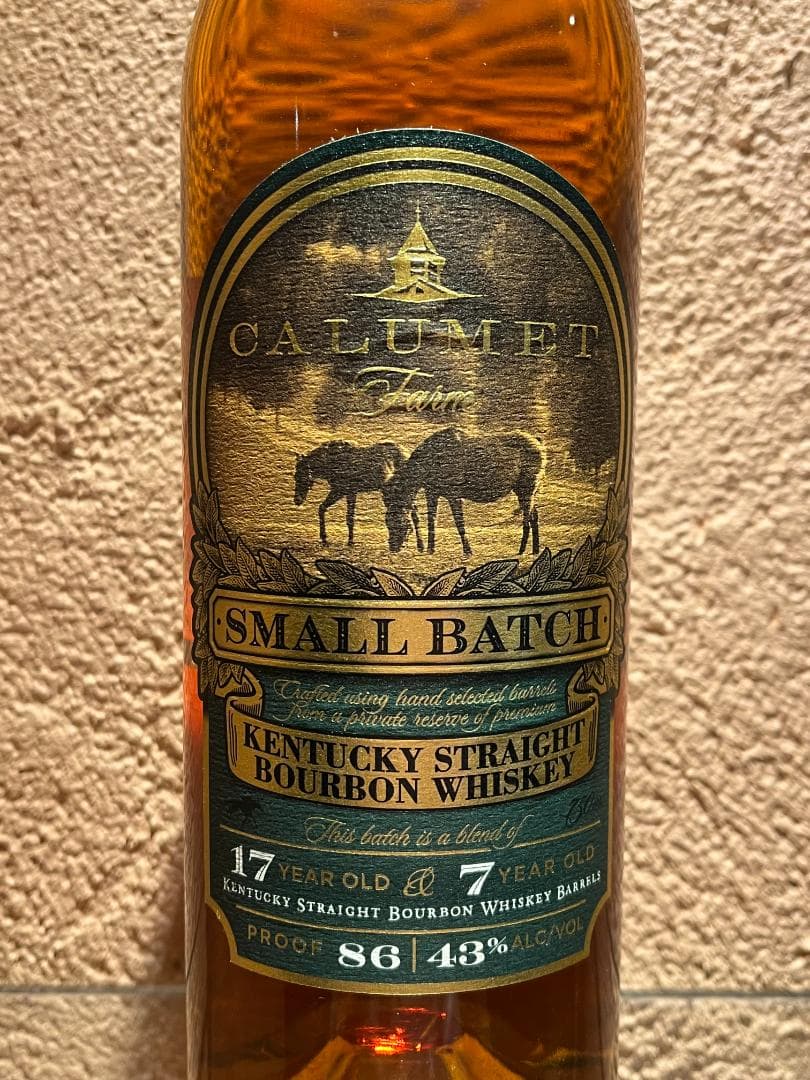 CALUMET
Farm
SMALL BATCH
Crafted using hand selected barrels
from a private reserve of premium
KENTUCKY STRAIGHT
BOURBON WHISKEY
This batch is a blend of
17 YEAR OLD & 7 YEAR OLD
KENTUCKY STRAIGHT BOURBON WHISKEY BARRELS
PROOF 86 | 43% ALC/VOL